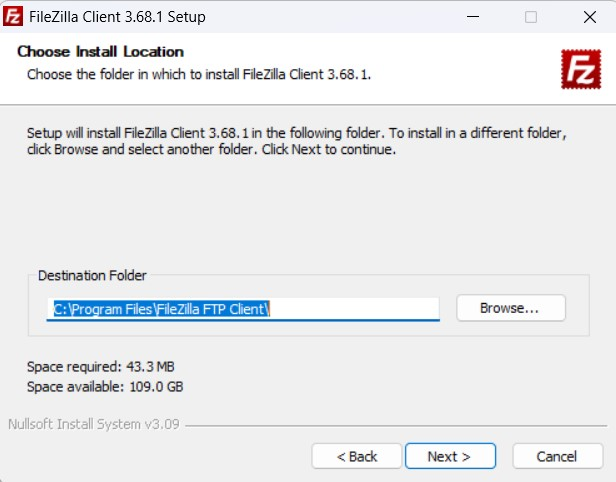 FileZilla Client 3.68.1 Setup
Choose Install Location
Choose the folder in which to install FileZilla Client 3.68.1.
Setup will install FileZilla Client 3.68.1 in the following folder. To install in a different folder,
click Browse and select another folder. Click Next to continue.
Destination Folder
C:\Program Files\FileZilla FTP Client\
Browse...
Space required: 43.3 MB
Space available: 109.0 GB
Nullsoft Install System v3.09
< Back
Next >
Cancel